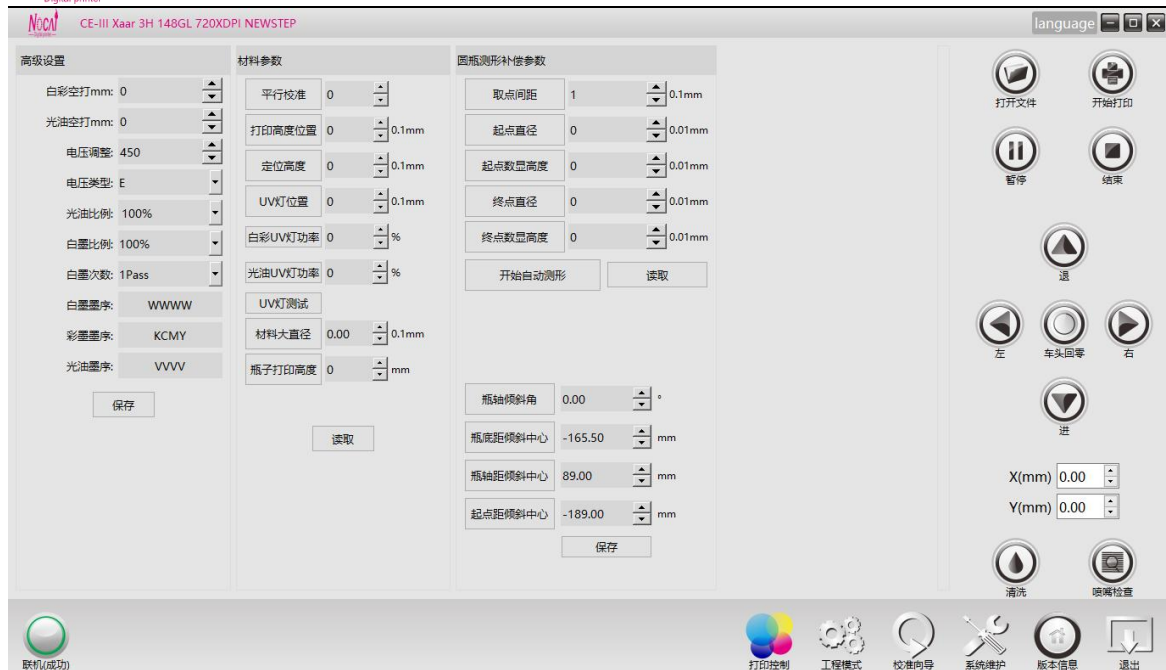 Digital printer
Nocai CE-III Xaar 3H 148GL 720XDPI NEWSTEP
language
高级设置
白彩空打mm: 0
光油空打mm: 0
电压调整: 450
电压类型: E
光油比例: 100%
白墨比例: 100%
白墨次数: 1Pass
白墨墨序: WWWW
彩墨墨序: KCMY
光油墨序: VVVV
保存
材料参数
平行校准 0
打印高度位置 0 0.1mm
定位高度 0 0.1mm
UV灯位置 0 0.1mm
白彩UV灯功率 0 %
光油UV灯功率 0 %
UV灯测试
材料大直径 0.00 0.1mm
瓶子打印高度 0 mm
读取
圆瓶测形补偿参数
取点间距 1 0.1mm
起点直径 0 0.01mm
起点数显高度 0 0.01mm
终点直径 0 0.01mm
终点数显高度 0 0.01mm
开始自动测形 读取
瓶轴倾斜角 0.00 °
瓶底距倾斜中心 -165.50 mm
瓶轴距倾斜中心 89.00 mm
起点距倾斜中心 -189.00 mm
保存
打开文件 开始打印
暂停 结束
退
左 车头回零 右
进
X(mm) 0.00
Y(mm) 0.00
清洗 喷嘴检查
联机(成功)
打印控制 工程模式 校准向导 系统维护 版本信息 退出